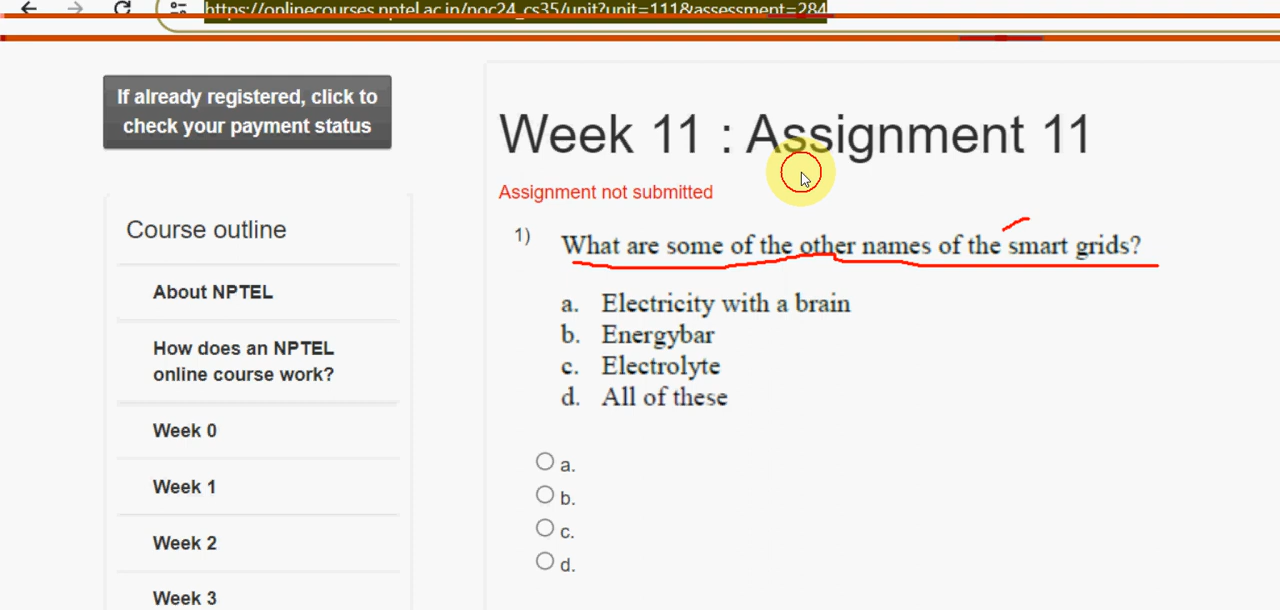 https://onlinecourses.nptel.ac.in/noc24_cs35/unit?unit=111&assessment=284
If already registered, click to
check your payment status
Course outline
About NPTEL
How does an NPTEL
online course work?
Week 0
Week 1
Week 2
Week 3
Week 11 : Assignment 11
Assignment not submitted
1) What are some of the other names of the smart grids?
a. Electricity with a brain
b. Energybar
c. Electrolyte
d. All of these
a.
b.
c.
d.